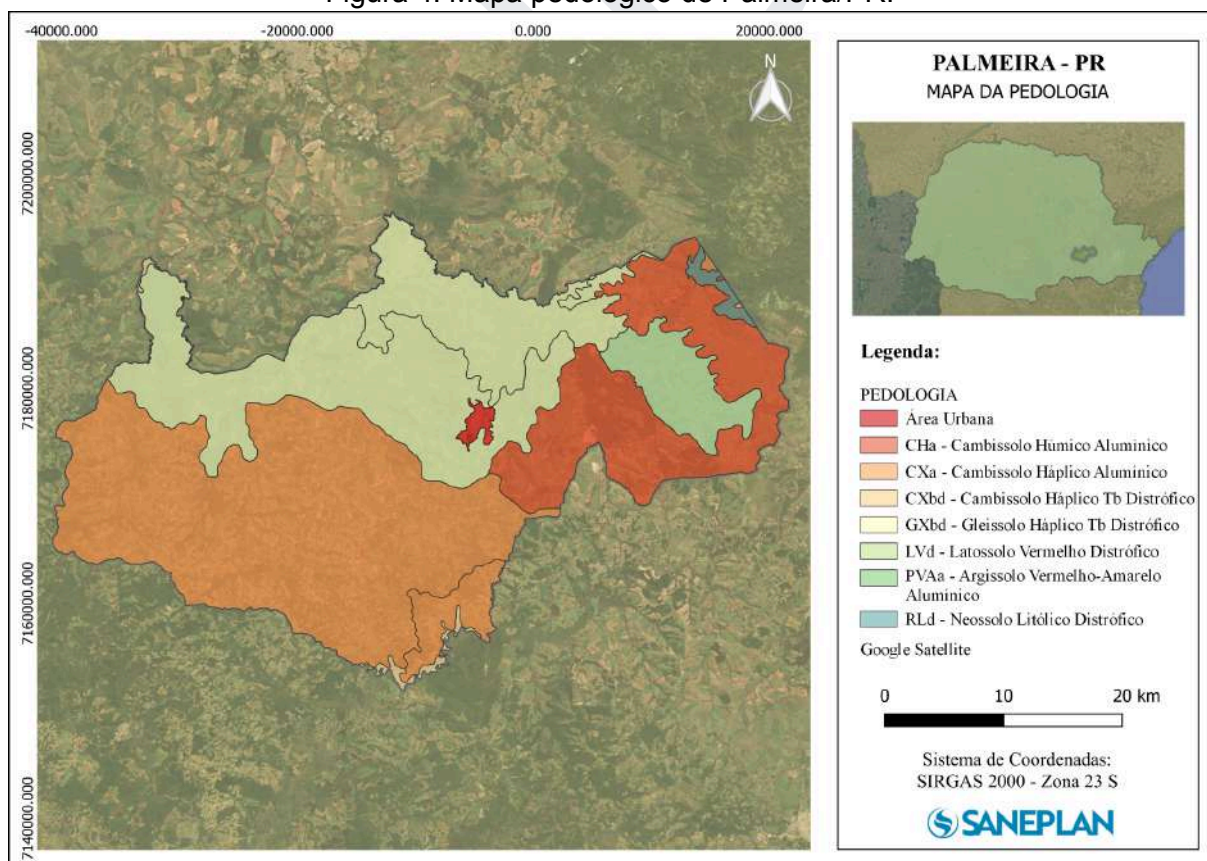 Figura 4: Mapa pedológico de Palmeira/PR.
-40000.000
-20000.000
0.000
20000.000
7200000.000
7180000.000
7160000.000
7140000.000
N
PALMEIRA - PR
MAPA DA PEDOLOGIA
Legenda:
PEDOLOGIA
Área Urbana
CHa - Cambissolo Húmico Alumínico
CXa - Cambissolo Háplico Alumínico
CXbd - Cambissolo Háplico Tb Distrófico
GXbd - Gleissolo Háplico Tb Distrófico
LVd - Latossolo Vermelho Distrófico
PVAa - Argissolo Vermelho-Amarelo
Alumínico
RLd - Neossolo Litólico Distrófico
Google Satellite
0 10 20 km
Sistema de Coordenadas:
SIRGAS 2000 - Zona 23 S
SANEPLAN